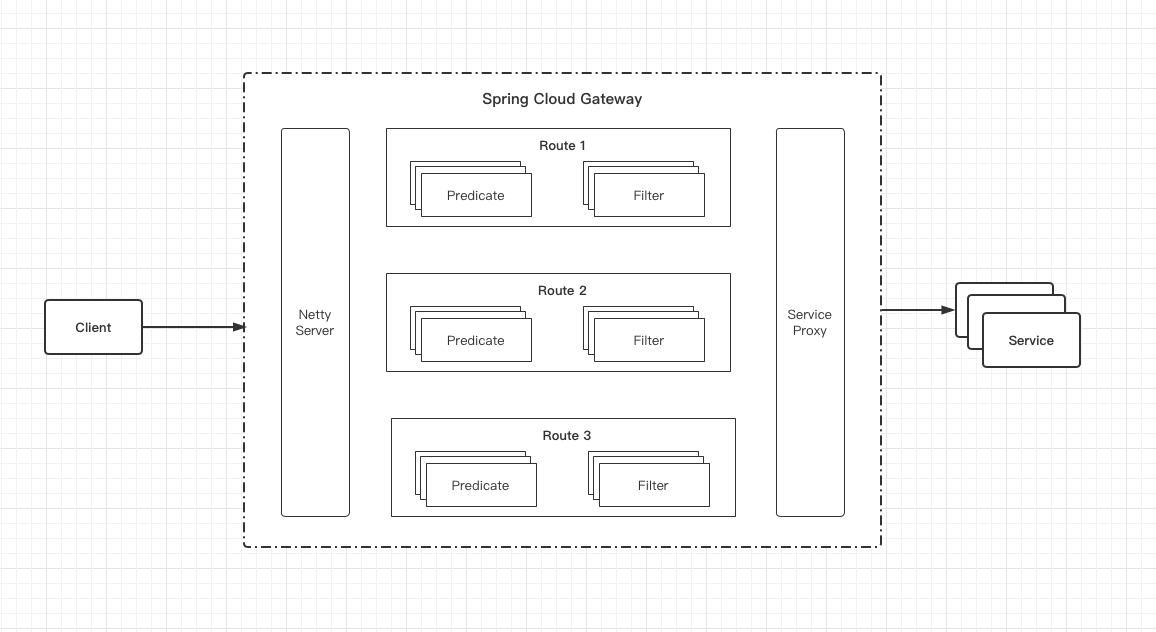 Spring Cloud Gateway
Client
Netty
Server
Route 1
Predicate
Filter
Route 2
Predicate
Filter
Route 3
Predicate
Filter
Service
Proxy
Service